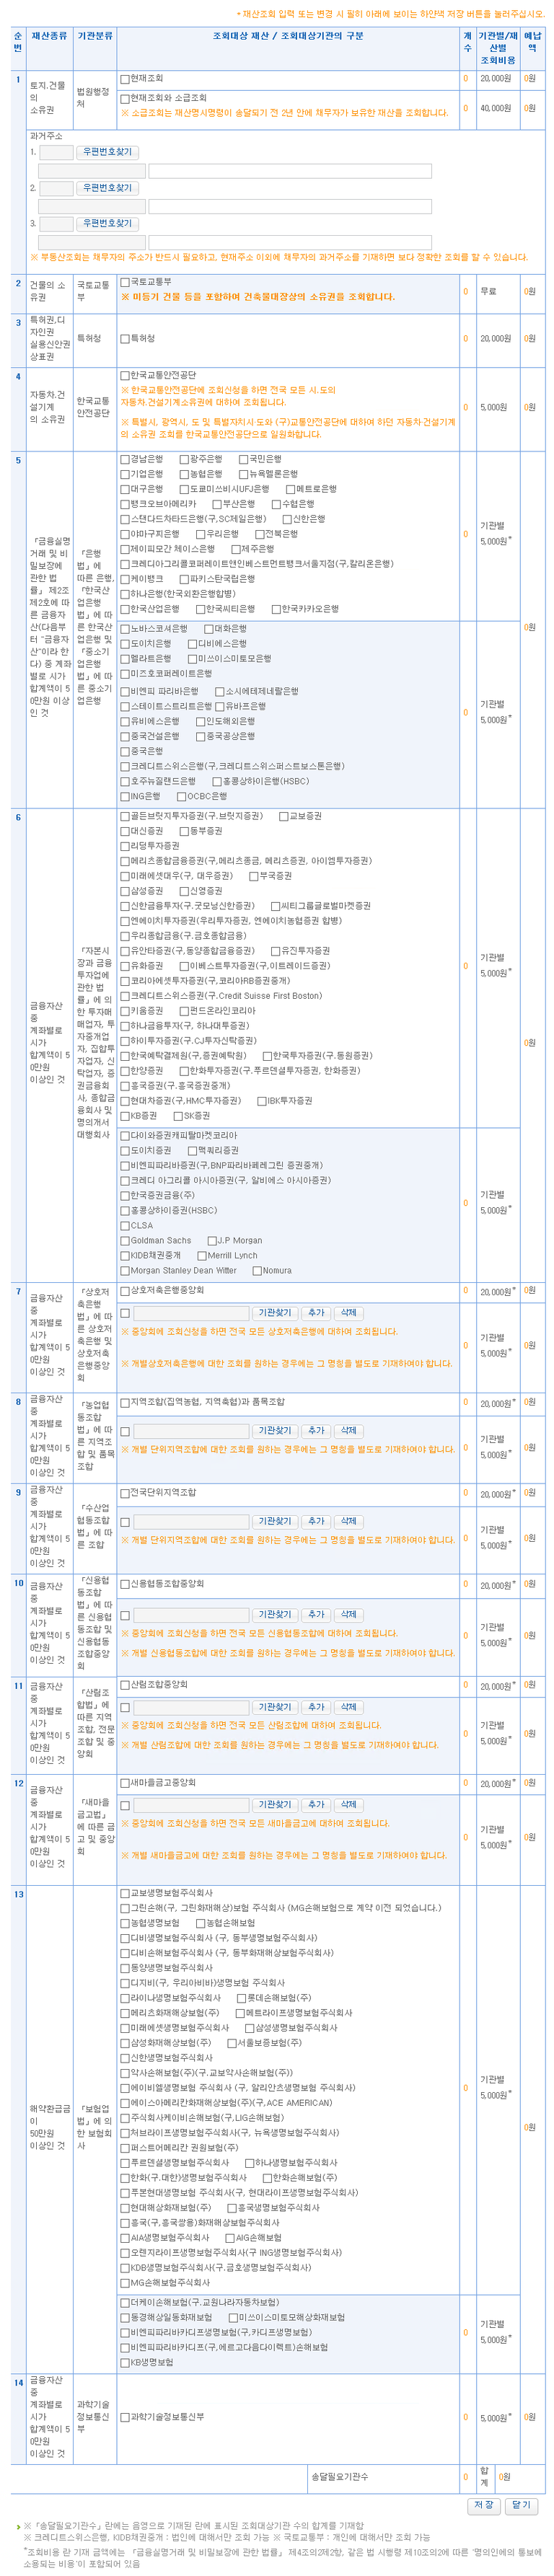 * 재산조회 입력 또는 변경 시 필히 아래에 보이는 하얀색 저장 버튼을 눌러주십시오.
순번 재산종류 기관분류 조회대상 재산 / 조회대상기관의 구분 개수 기관별/재산별 조회비용 예납액
1 토지.건물의 소유권 법원행정처
현재조회 0 20,000원 0원
현재조회와 소급조회 0 40,000원 0원
※ 소급조회는 재산명시명령이 송달되기 전 2년 안에 채무자가 보유한 재산을 조회합니다.
과거주소
1. 우편번호찾기
2. 우편번호찾기
3. 우편번호찾기
※ 부동산조회는 채무자의 주소가 반드시 필요하고, 현재주소 이외에 채무자의 과거주소를 기재하면 보다 정확한 조회를 할 수 있습니다.
2 건물의 소유권 국토교통부 국토교통부 0 무료 0원
※ 미등기 건물 등을 포함하여 건축물대장상의 소유권을 조회합니다.
3 특허권,디자인권 실용신안권 상표권 특허청 특허청 0 20,000원 0원
4 자동차.건설기계의 소유권 한국교통안전공단 한국교통안전공단 0 5,000원 0원
※ 한국교통안전공단에 조회신청을 하면 전국 모든 시.도의
자동차.건설기계소유권에 대하여 조회됩니다.
※ 특별시, 광역시, 도 및 특별자치시·도와 (구)교통안전공단에 대하여 하던 자동차·건설기계
의 소유권 조회를 한국교통안전공단으로 일원화합니다.
5 『금융실명거래 및 비밀보장에 관한 법률』 제2조 제2호에 따른 금융자산(다음부터 "금융자산"이라 한다) 중 계좌별로 시가 합계액이 50만원 이상인 것
『은행법』에 따른 은행, 『한국산업은행법』에 따른 한국산업은행 및 『중소기업은행법』에 따른 중소기업은행
경남은행 광주은행 국민은행
기업은행 농협은행 뉴욕멜론은행
대구은행 도쿄미쓰비시UFJ은행 메트로은행
뱅크오브아메리카 부산은행 수협은행
스탠다드차타드은행(구,SC제일은행) 신한은행
야마구찌은행 우리은행 전북은행
제이피모간 체이스은행 제주은행
크레디아그리콜코퍼레이트앤인베스트먼트뱅크서울지점(구,칼리온은행)
케이뱅크 파키스탄국립은행
하나은행(한국외환은행합병)
한국산업은행 한국씨티은행 한국카카오은행
0 기관별 5,000원* 0원
노바스코셔은행 대화은행
도이치은행 디비에스은행
멜라트은행 미쓰이스미토모은행
미즈호코퍼레이트은행
비엔피 파리바은행 소시에테제네랄은행
스테이트스트리트은행 유바프은행
유비에스은행 인도해외은행
중국건설은행 중국공상은행
중국은행
크레디트스위스은행(구,크레디트스위스퍼스트보스톤은행)
호주뉴질랜드은행 홍콩상하이은행(HSBC)
ING은행 OCBC은행
0 기관별 5,000원*
6 금융자산 중 계좌별로 시가 합계액이 50만원 이상인 것
『자본시장과 금융투자업에 관한 법률』에 의한 투자매매업자, 투자중개업자, 집합투자업자, 신탁업자, 증권금융회사, 종합금융회사 및 명의개서대행회사
골든브릿지투자증권(구.브릿지증권) 교보증권
대신증권 동부증권
리딩투자증권
메리츠종합금융증권(구,메리츠종금, 메리츠증권, 아이엠투자증권)
미래에셋대우(구, 대우증권) 부국증권
삼성증권 신영증권
신한금융투자(구.굿모닝신한증권) 씨티그룹글로벌마켓증권
엔에이치투자증권(우리투자증권, 엔에이치농협증권 합병)
우리종합금융(구.금호종합금융)
유안타증권(구,동양종합금융증권) 유진투자증권
유화증권 이베스트투자증권(구,이트레이드증권)
코리아에셋투자증권(구,코리아RB증권중개)
크레디트스위스증권(구.Credit Suisse First Boston)
키움증권 펀드온라인코리아
하나금융투자(구, 하나대투증권)
하이투자증권(구.CJ투자신탁증권)
한국예탁결제원(구,증권예탁원) 한국투자증권(구.동원증권)
한양증권 한화투자증권(구.푸르덴셜투자증권, 한화증권)
흥국증권(구.흥국증권중개)
현대차증권(구,HMC투자증권) IBK투자증권
KB증권 SK증권
0 기관별 5,000원* 0원
다이와증권캐피탈마켓코리아
도이치증권 맥쿼리증권
비엔피파리바증권(구,BNP파리바페레그린 증권중개)
크레디 아그리콜 아시아증권(구, 알비에스 아시아증권)
한국증권금융(주)
홍콩상하이증권(HSBC)
CLSA
Goldman Sachs J.P Morgan
KIDB채권중개 Merrill Lynch
Morgan Stanley Dean Witter Nomura
0 기관별 5,000원*
7 금융자산 중 계좌별로 시가 합계액이 50만원 이상인 것
『상호저축은행법』에 따른 상호저축은행 및 상호저축은행중앙회
상호저축은행중앙회 0 20,000원* 0원
기관찾기 추가 삭제 0 기관별 5,000원* 0원
※ 중앙회에 조회신청을 하면 전국 모든 상호저축은행에 대하여 조회됩니다.
※ 개별상호저축은행에 대한 조회를 원하는 경우에는 그 명칭을 별도로 기재하여야 합니다.
8 금융자산 중 계좌별로 시가 합계액이 50만원 이상인 것
『농업협동조합법』에 따른 지역조합 및 품목조합
지역조합(집역농협, 지역축협)과 품목조합 0 20,000원* 0원
기관찾기 추가 삭제 0 기관별 5,000원* 0원
※ 개별 단위지역조합에 대한 조회를 원하는 경우에는 그 명칭을 별도로 기재하여야 합니다.
9 금융자산 중 계좌별로 시가 합계액이 50만원 이상인 것
『수산업협동조합법』에 따른 조합
전국단위지역조합 0 20,000원* 0원
기관찾기 추가 삭제 0 기관별 5,000원* 0원
※ 개별 단위지역조합에 대한 조회를 원하는 경우에는 그 명칭을 별도로 기재하여야 합니다.
10 금융자산 중 계좌별로 시가 합계액이 50만원 이상인 것
『신용협동조합법』에 따른 신용협동조합 및 신용협동조합중앙회
신용협동조합중앙회 0 20,000원* 0원
기관찾기 추가 삭제 0 기관별 5,000원* 0원
※ 중앙회에 조회신청을 하면 전국 모든 신용협동조합에 대하여 조회됩니다.
※ 개별 신용협동조합에 대한 조회를 원하는 경우에는 그 명칭을 별도로 기재하여야 합니다.
11 금융자산 중 계좌별로 시가 합계액이 50만원 이상인 것
『산림조합법』에 따른 지역조합, 전문조합 및 중앙회
산림조합중앙회 0 20,000원* 0원
기관찾기 추가 삭제 0 기관별 5,000원* 0원
※ 중앙회에 조회신청을 하면 전국 모든 산림조합에 대하여 조회됩니다.
※ 개별 산림조합에 대한 조회를 원하는 경우에는 그 명칭을 별도로 기재하여야 합니다.
12 금융자산 중 계좌별로 시가 합계액이 50만원 이상인 것
『새마을금고법』에 따른 금고 및 중앙회
새마을금고중앙회 0 20,000원* 0원
기관찾기 추가 삭제 0 기관별 5,000원* 0원
※ 중앙회에 조회신청을 하면 전국 모든 새마을금고에 대하여 조회됩니다.
※ 개별 새마을금고에 대한 조회를 원하는 경우에는 그 명칭을 별도로 기재하여야 합니다.
13 해약환급금이 50만원 이상인 것 『보험업법』에 의한 보험회사
교보생명보험주식회사
그린손해(구, 그린화재해상)보험 주식회사 (MG손해보험으로 계약 이전 되었습니다.)
농협생명보험 농협손해보험
디비생명보험주식회사 (구, 동부생명보험주식회사)
디비손해보험주식회사 (구, 동부화재해상보험주식회사)
동양생명보험주식회사
디지비(구, 우리아비바)생명보험 주식회사
라이나생명보험주식회사 롯데손해보험(주)
메리츠화재해상보험(주) 메트라이프생명보험주식회사
미래에셋생명보험주식회사 삼성생명보험주식회사
삼성화재해상보험(주) 서울보증보험(주)
신한생명보험주식회사
악사손해보험(주)(구.교보악사손해보험(주))
에이비엘생명보험 주식회사 (구, 알리안츠생명보험 주식회사)
에이스아메리칸화재해상보험(주)(구,ACE AMERICAN)
주식회사케이비손해보험(구,LIG손해보험)
처브라이프생명보험주식회사(구, 뉴욕생명보험주식회사)
퍼스트어메리칸 권원보험(주)
푸르덴셜생명보험주식회사 하나생명보험주식회사
한화(구.대한)생명보험주식회사 한화손해보험(주)
푸본현대생명보험 주식회사(구, 현대라이프생명보험주식회사)
현대해상화재보험(주) 흥국생명보험주식회사
흥국(구,흥국쌍용)화재해상보험주식회사
AIA생명보험주식회사 AIG손해보험
오렌지라이프생명보험주식회사(구 ING생명보험주식회사)
KDB생명보험주식회사(구.금호생명보험주식회사)
MG손해보험주식회사
0 기관별 5,000원* 0원
더케이손해보험(구.교원나라자동차보험)
동경해상일동화재보험 미쓰이스미토모해상화재보험
비엔피파리바카디프생명보험(구,카디프생명보험)
비엔피파리바카디프(구,에르고다음다이렉트)손해보험
KB생명보험
0 기관별 5,000원*
14 금융자산 중 계좌별로 시가 합계액이 50만원 이상인 것 과학기술정보통신부 과학기술정보통신부 0 5,000원* 0원
송달필요기관수 0 합계 0원
저 장 닫 기
※『송달필요기관수』란에는 음영으로 기재된 란에 표시된 조회대상기관 수의 합계를 기재함
※ 크레디트스위스은행, KIDB채권중개 : 법인에 대해서만 조회 가능 ※ 국토교통부 : 개인에 대해서만 조회 가능
*조회비용 란 기재 금액에는 『금융실명거래 및 비밀보장에 관한 법률』 제4조의2제2항, 같은 법 시행령 제10조의2에 따른 '명의인에의 통보에
소용되는 비용'이 포함되어 있음